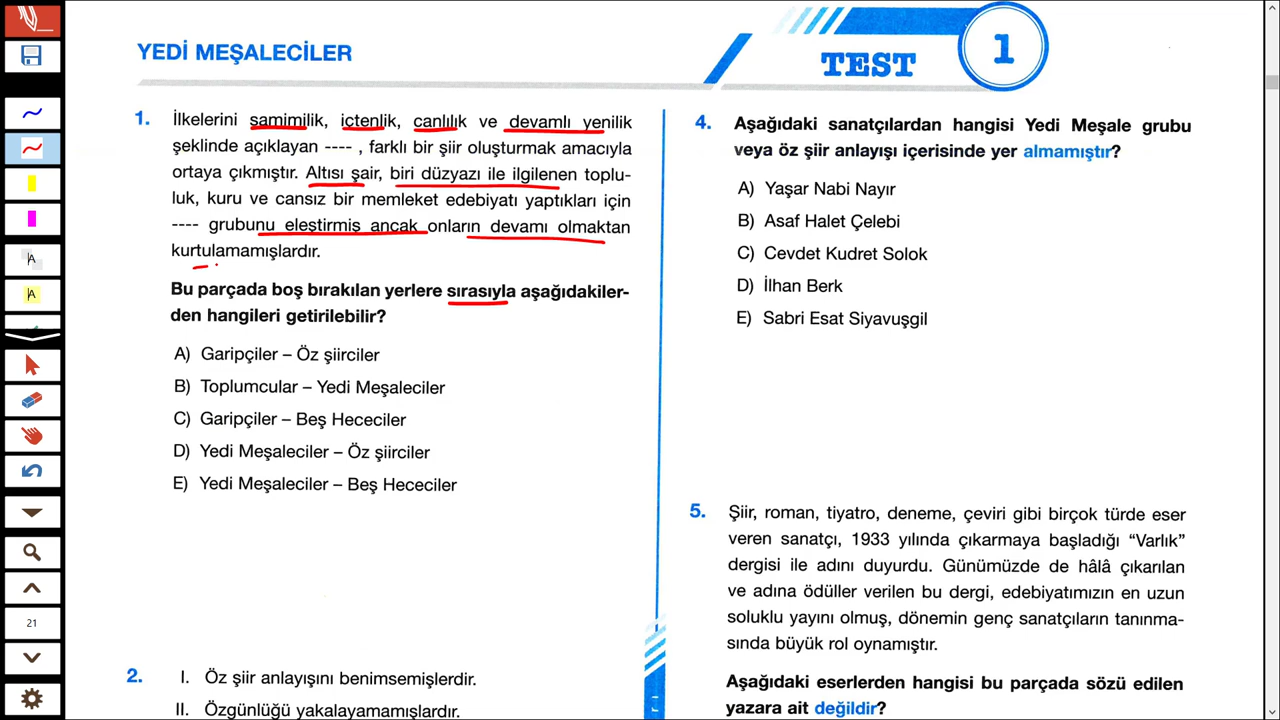 YEDİ MEŞALECİLER
TEST
1
1. İlkelerini samimilik, içtenlik, canlılık ve devamlı yenilik
şeklinde açıklayan ---- , farklı bir şiir oluşturmak amacıyla
ortaya çıkmıştır. Altısı şair, biri düzyazı ile ilgilenen toplu-
luk, kuru ve cansız bir memleket edebiyatı yaptıkları için
---- grubunu eleştirmiş ancak onların devamı olmaktan
kurtulamamışlardır.
Bu parçada boş bırakılan yerlere sırasıyla aşağıdakiler-
den hangileri getirilebilir?
A) Garipçiler – Öz şiirciler
B) Toplumcular – Yedi Meşaleciler
C) Garipçiler – Beş Hececiler
D) Yedi Meşaleciler – Öz şiirciler
E) Yedi Meşaleciler – Beş Hececiler
2. I. Öz şiir anlayışını benimsemişlerdir.
II. Özgünlüğü yakalayamamışlardır.
4. Aşağıdaki sanatçılardan hangisi Yedi Meşale grubu
veya öz şiir anlayışı içerisinde yer almamıştır?
A) Yaşar Nabi Nayır
B) Asaf Halet Çelebi
C) Cevdet Kudret Solok
D) İlhan Berk
E) Sabri Esat Siyavuşgil
5. Şiir, roman, tiyatro, deneme, çeviri gibi birçok türde eser
veren sanatçı, 1933 yılında çıkarmaya başladığı “Varlık”
dergisi ile adını duyurdu. Günümüzde de hâlâ çıkarılan
ve adına ödüller verilen bu dergi, edebiyatımızın en uzun
soluklu yayını olmuş, dönemin genç sanatçıların tanınma-
sında büyük rol oynamıştır.
Aşağıdaki eserlerden hangisi bu parçada sözü edilen
yazara ait değildir?
A
A
21